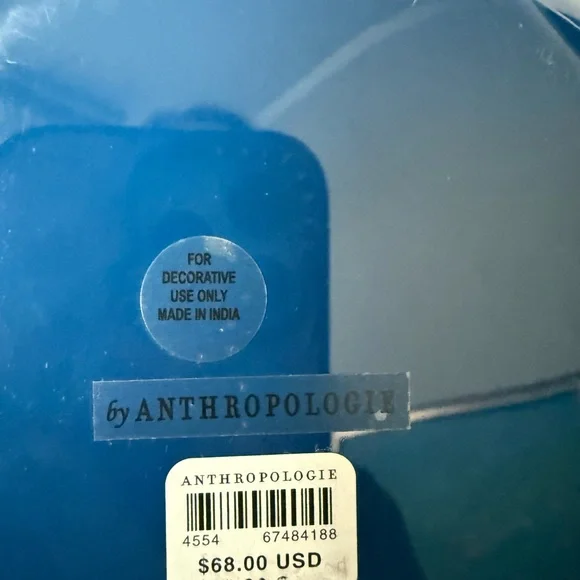 FOR
DECORATIVE
USE ONLY
MADE IN INDIA
by ANTHROPOLOGIE
ANTHROPOLOGIE
4554 67484188
$68.00 USD